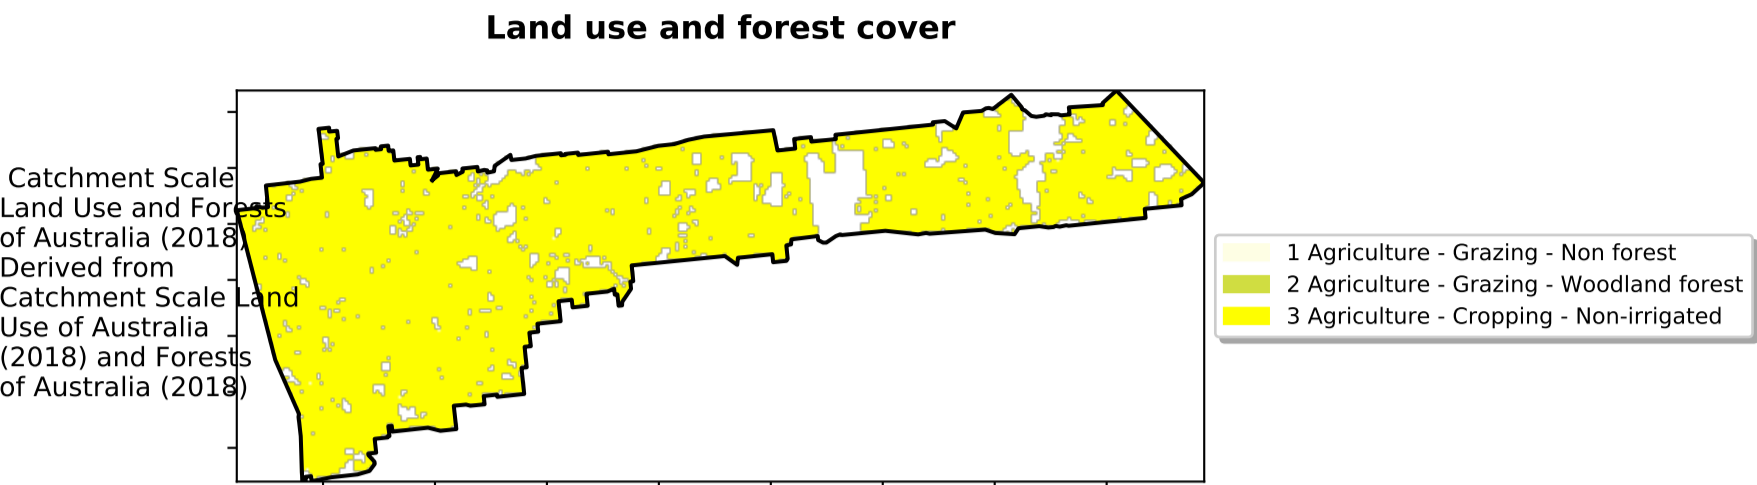 Land use and forest cover
Catchment Scale
Land Use and Forests
of Australia (2018)
Derived from
Catchment Scale Land
Use of Australia
(2018) and Forests
of Australia (2018)
1 Agriculture - Grazing - Non forest
2 Agriculture - Grazing - Woodland forest
3 Agriculture - Cropping - Non-irrigated